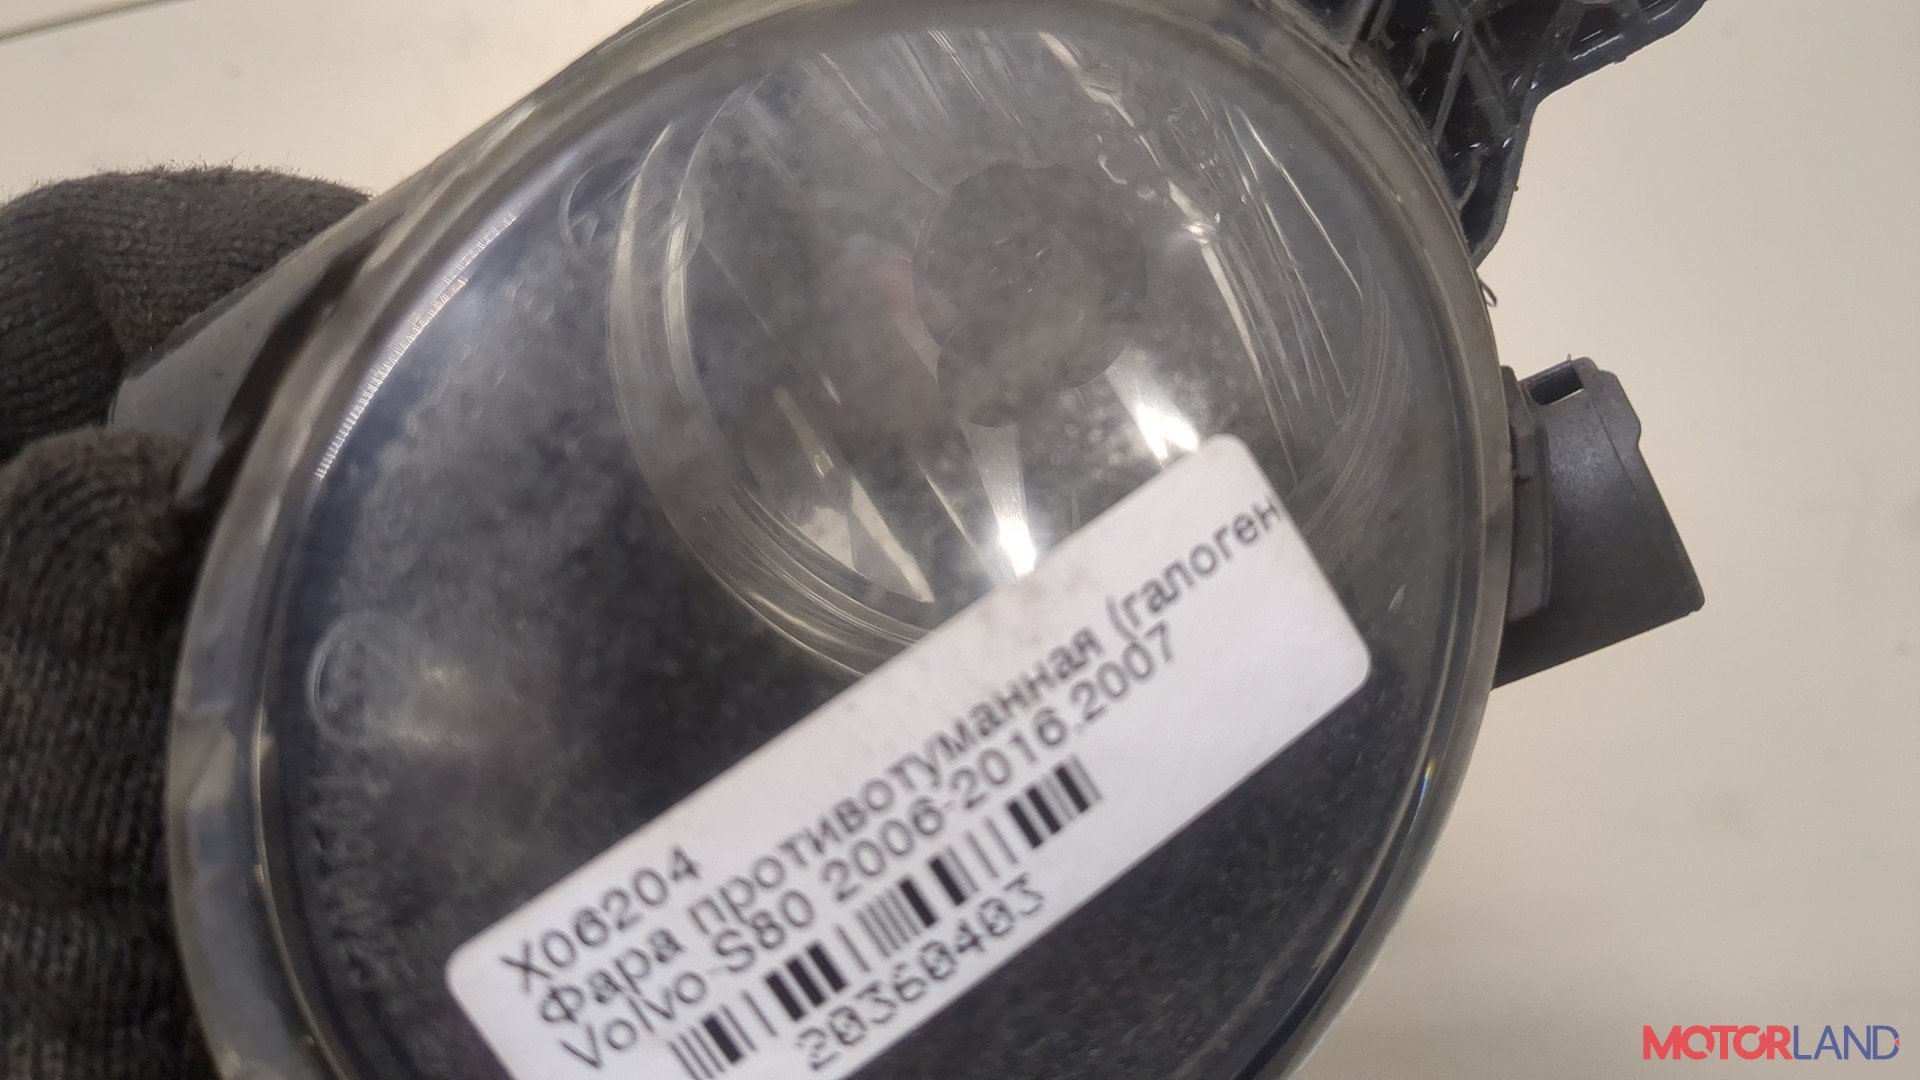 X06204
Фара противотуманная (галоген
Volvo-S80 2006-2016.2007
20360403
MOTORLAND